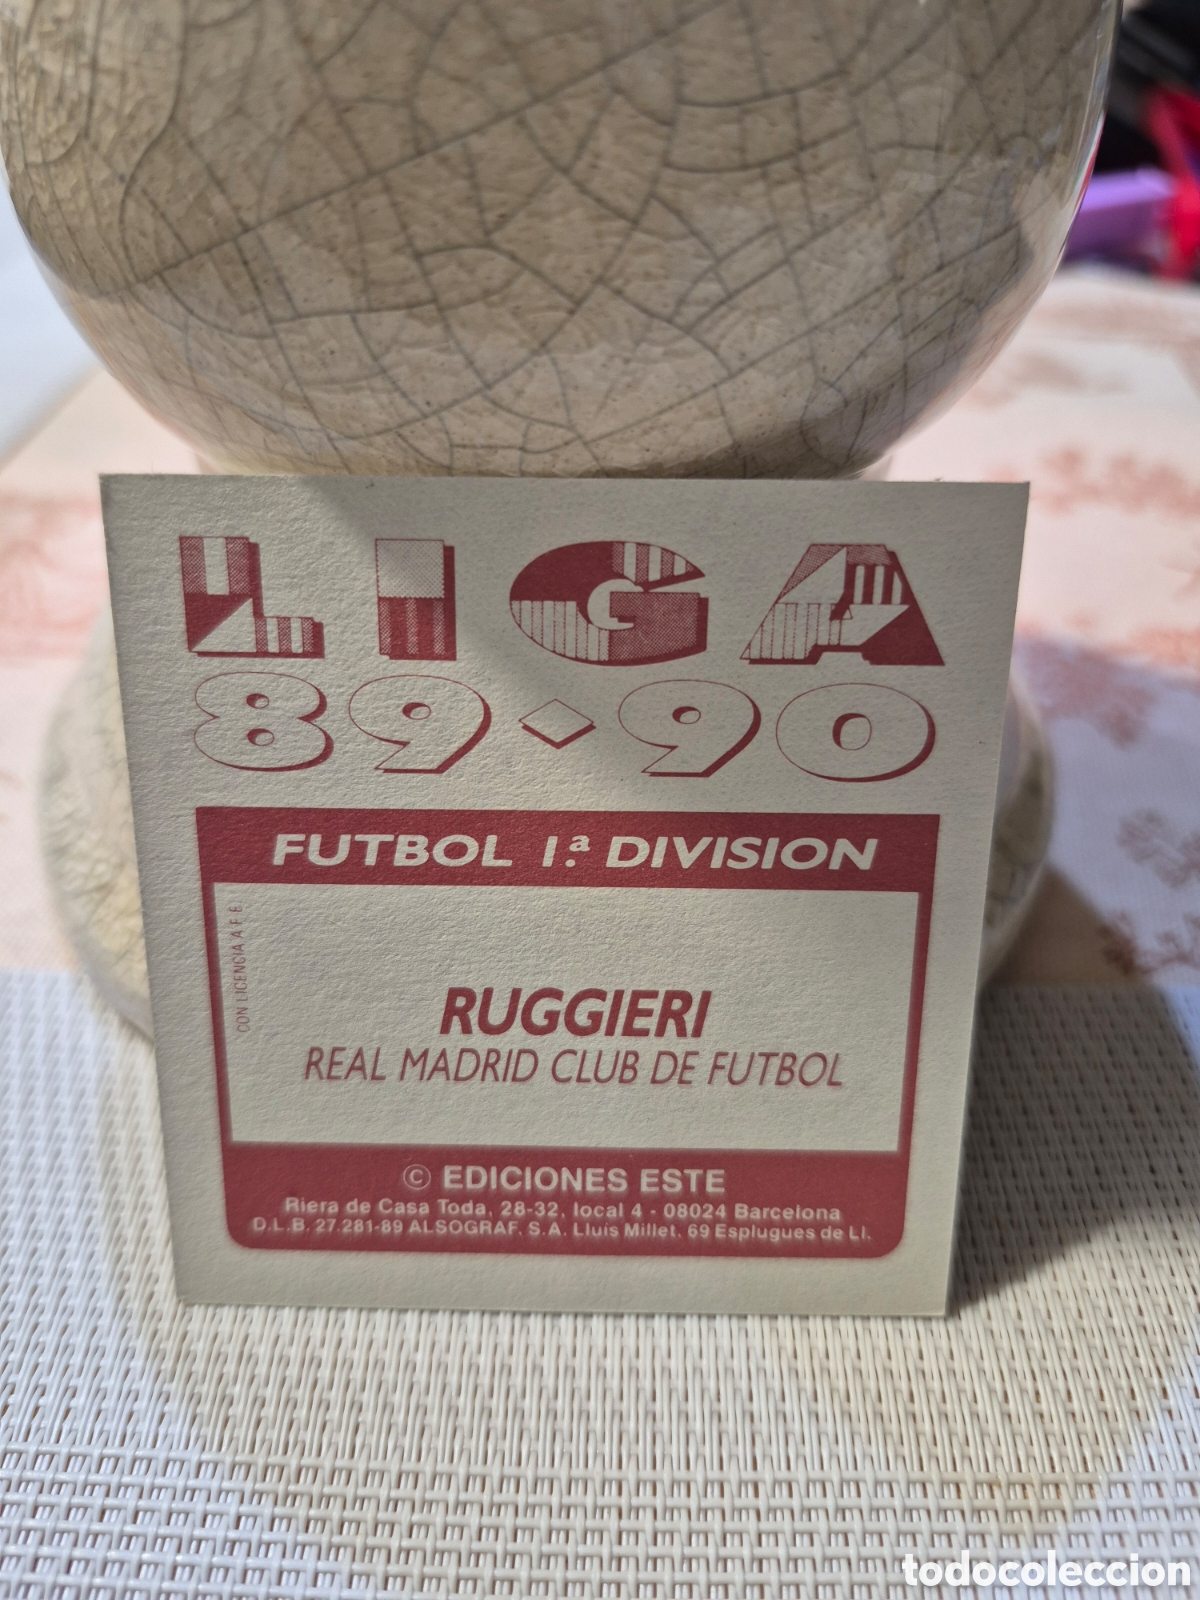 LIGA
89·90
FUTBOL 1.ª DIVISION
CON LICENCIA A F E
RUGGIERI
REAL MADRID CLUB DE FUTBOL
© EDICIONES ESTE
Riera de Casa Toda, 28-32, local 4 - 08024 Barcelona
D.L.B. 27.281-89 ALSOGRAF, S.A. Lluís Millet, 69 Esplugues de Ll.
todocoleccion